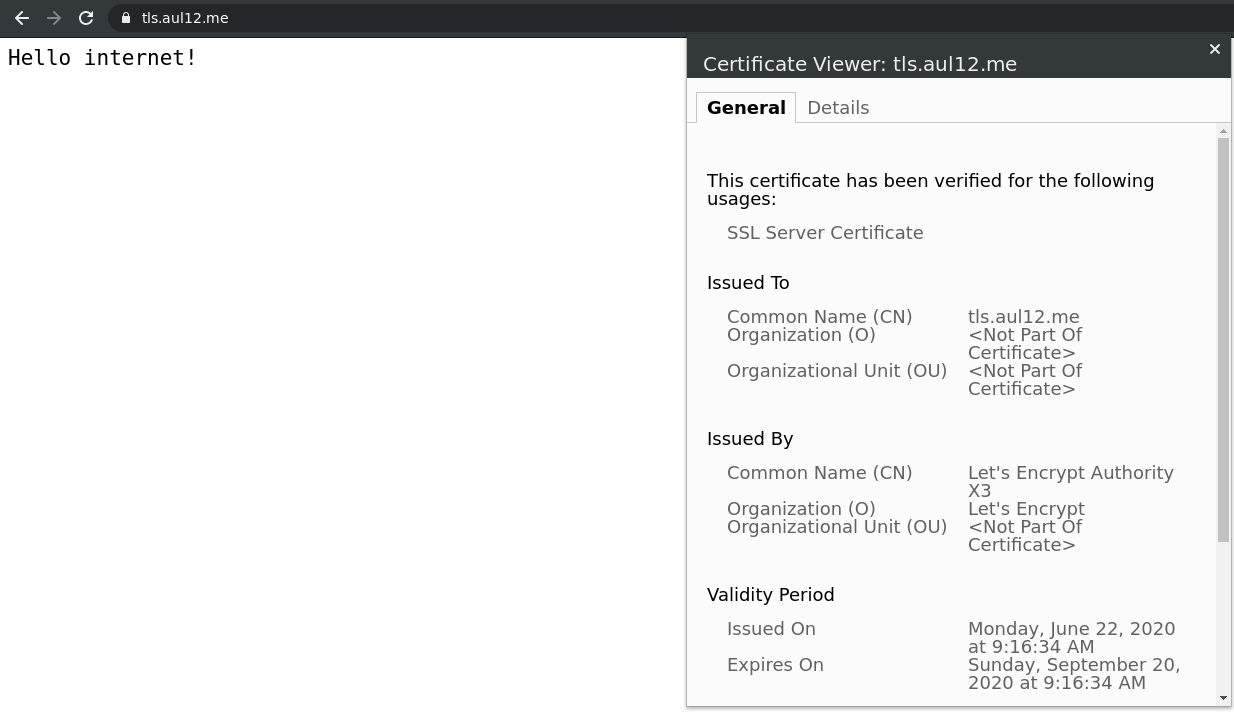 tls.aul12.me
Hello internet!
Certificate Viewer: tls.aul12.me
General Details
This certificate has been verified for the following
usages:
SSL Server Certificate
Issued To
Common Name (CN) tls.aul12.me
Organization (O) <Not Part Of
Certificate>
Organizational Unit (OU) <Not Part Of
Certificate>
Issued By
Common Name (CN) Let's Encrypt Authority
X3
Organization (O) Let's Encrypt
Organizational Unit (OU) <Not Part Of
Certificate>
Validity Period
Issued On Monday, June 22, 2020
at 9:16:34 AM
Expires On Sunday, September 20,
2020 at 9:16:34 AM